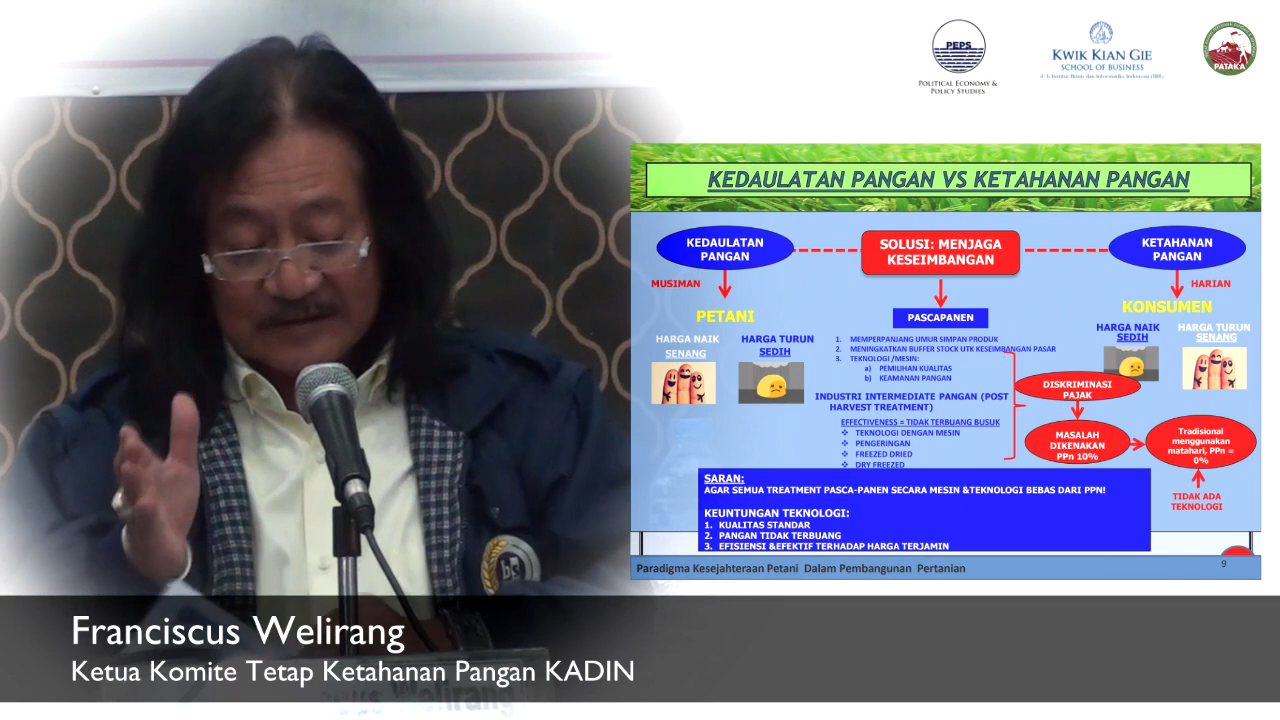 PEPS
POLITICAL ECONOMY &
POLICY STUDIES
KWIK KIAN GIE
SCHOOL OF BUSINESS
d/h Institut Bisnis dan Informatika Indonesia (IBII)
PATAKA
KEDAULATAN PANGAN VS KETAHANAN PANGAN
KEDAULATAN
PANGAN
SOLUSI: MENJAGA
KESEIMBANGAN
KETAHANAN
PANGAN
MUSIMAN
HARIAN
PETANI
PASCAPANEN
KONSUMEN
HARGA NAIK
SENANG
HARGA TURUN
SEDIH
HARGA NAIK
SEDIH
HARGA TURUN
SENANG
1. MEMPERPANJANG UMUR SIMPAN PRODUK
2. MENINGKATKAN BUFFER STOCK UTK KESEIMBANGAN PASAR
3. TEKNOLOGI /MESIN:
a) PEMILIHAN KUALITAS
b) KEAMANAN PANGAN
INDUSTRI INTERMEDIATE PANGAN (POST
HARVEST TREATMENT)
EFFECTIVENESS = TIDAK TERBUANG BUSUK
❖ TEKNOLOGI DENGAN MESIN
❖ PENGERINGAN
❖ FREEZED DRIED
❖ DRY FREEZED
DISKRIMINASI
PAJAK
MASALAH
DIKENAKAN
PPn 10%
Tradisional
menggunakan
matahari, PPn =
0%
TIDAK ADA
TEKNOLOGI
SARAN:
AGAR SEMUA TREATMENT PASCA-PANEN SECARA MESIN &TEKNOLOGI BEBAS DARI PPN!
KEUNTUNGAN TEKNOLOGI:
1. KUALITAS STANDAR
2. PANGAN TIDAK TERBUANG
3. EFISIENSI &EFEKTIF TERHADAP HARGA TERJAMIN
Paradigma Kesejahteraan Petani Dalam Pembangunan Pertanian
9
Franciscus Welirang
Ketua Komite Tetap Ketahanan Pangan KADIN